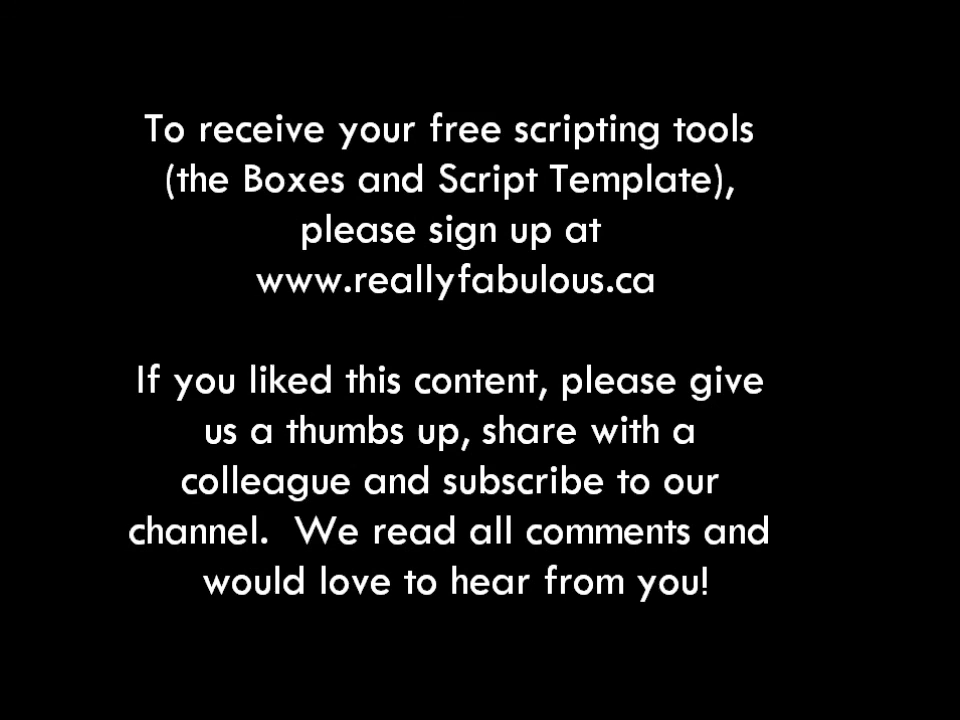 To receive your free scripting tools
(the Boxes and Script Template),
please sign up at
www.reallyfabulous.ca
If you liked this content, please give
us a thumbs up, share with a
colleague and subscribe to our
channel.  We read all comments and
would love to hear from you!